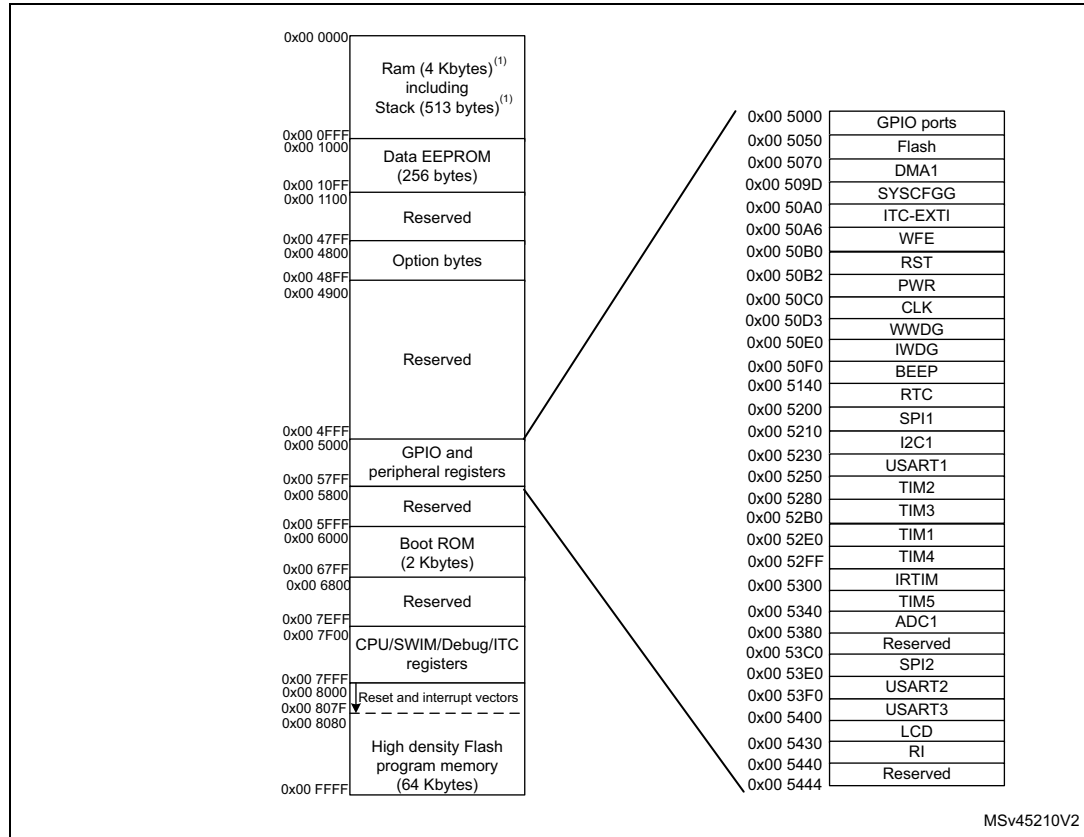 0x00 0000
Ram (4 Kbytes)(1)
including
Stack (513 bytes)(1)
0x00 0FFF
0x00 1000
Data EEPROM
(256 bytes)
0x00 10FF
0x00 1100
Reserved
0x00 47FF
0x00 4800
Option bytes
0x00 48FF
0x00 4900
Reserved
0x00 4FFF
0x00 5000
GPIO and
peripheral registers
0x00 57FF
0x00 5800
Reserved
0x00 5FFF
0x00 6000
Boot ROM
(2 Kbytes)
0x00 67FF
0x00 6800
Reserved
0x00 7EFF
0x00 7F00
CPU/SWIM/Debug/ITC
registers
0x00 7FFF
0x00 8000
Reset and interrupt vectors
0x00 807F
0x00 8080
High density Flash
program memory
(64 Kbytes)
0x00 FFFF
0x00 5000
GPIO ports
0x00 5050
Flash
0x00 5070
DMA1
0x00 509D
SYSCFGG
0x00 50A0
ITC-EXTI
0x00 50A6
WFE
0x00 50B0
RST
0x00 50B2
PWR
0x00 50C0
CLK
0x00 50D3
WWDG
0x00 50E0
IWDG
0x00 50F0
BEEP
0x00 5140
RTC
0x00 5200
SPI1
0x00 5210
I2C1
0x00 5230
USART1
0x00 5250
TIM2
0x00 5280
TIM3
0x00 52B0
TIM1
0x00 52E0
TIM4
0x00 52FF
IRTIM
0x00 5300
TIM5
0x00 5340
ADC1
0x00 5380
Reserved
0x00 53C0
SPI2
0x00 53E0
USART2
0x00 53F0
USART3
0x00 5400
LCD
0x00 5430
RI
0x00 5440
Reserved
0x00 5444
MSv45210V2